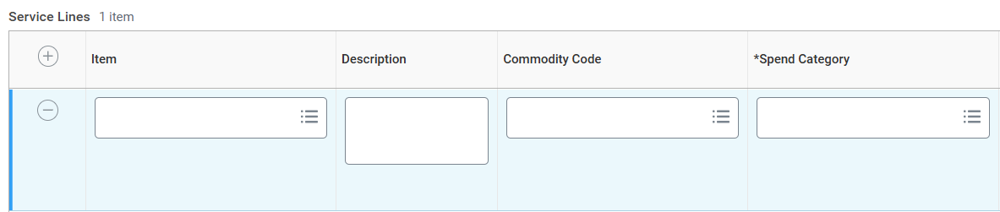 Service Lines 1 item
Item Description Commodity Code *Spend Category